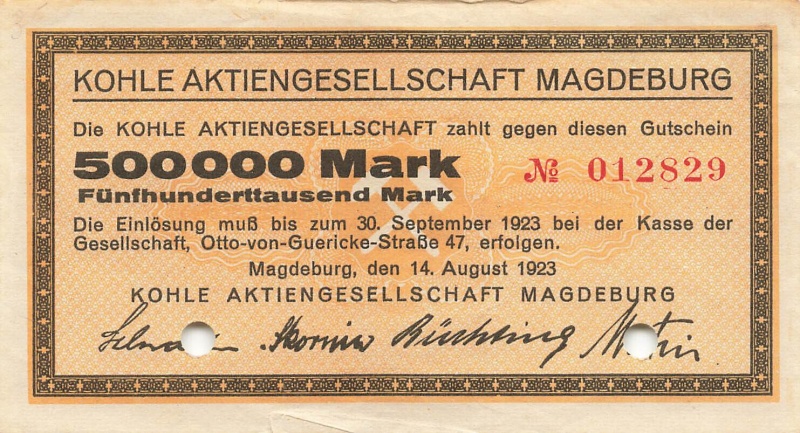 KOHLE AKTIENGESELLSCHAFT MAGDEBURG
Die KOHLE AKTIENGESELLSCHAFT zahlt gegen diesen Gutschein
500000 Mark № 012829
Fünfhunderttausend Mark
Die Einlösung muß bis zum 30. September 1923 bei der Kasse der
Gesellschaft, Otto-von-Guericke-Straße 47, erfolgen.
Magdeburg, den 14. August 1923
KOHLE AKTIENGESELLSCHAFT MAGDEBURG
Büchting